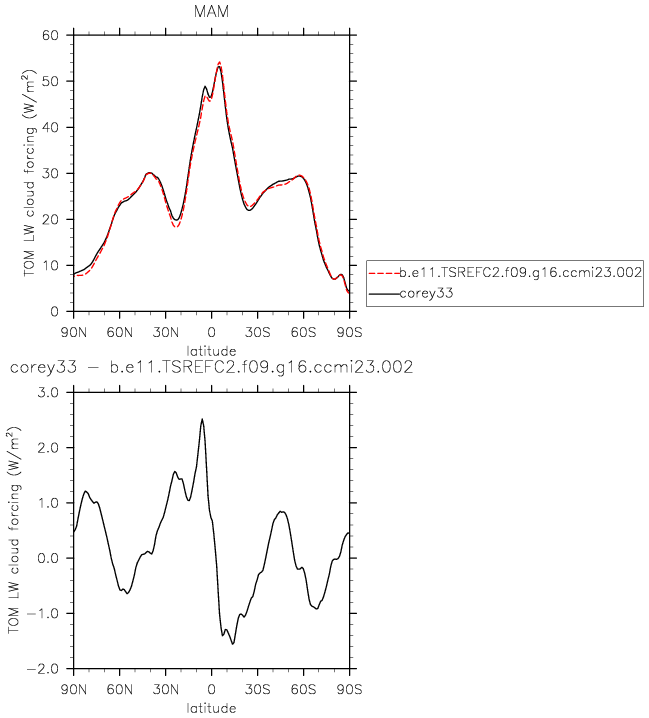 MAM
TOM LW cloud forcing (W/m²)
60
50
40
30
20
10
0
90N 60N 30N 0 30S 60S 90S
latitude
b.e11.TSREFC2.f09.g16.ccmi23.002
corey33
corey33 − b.e11.TSREFC2.f09.g16.ccmi23.002
TOM LW cloud forcing (W/m²)
3.0
2.0
1.0
0.0
−1.0
−2.0
90N 60N 30N 0 30S 60S 90S
latitude